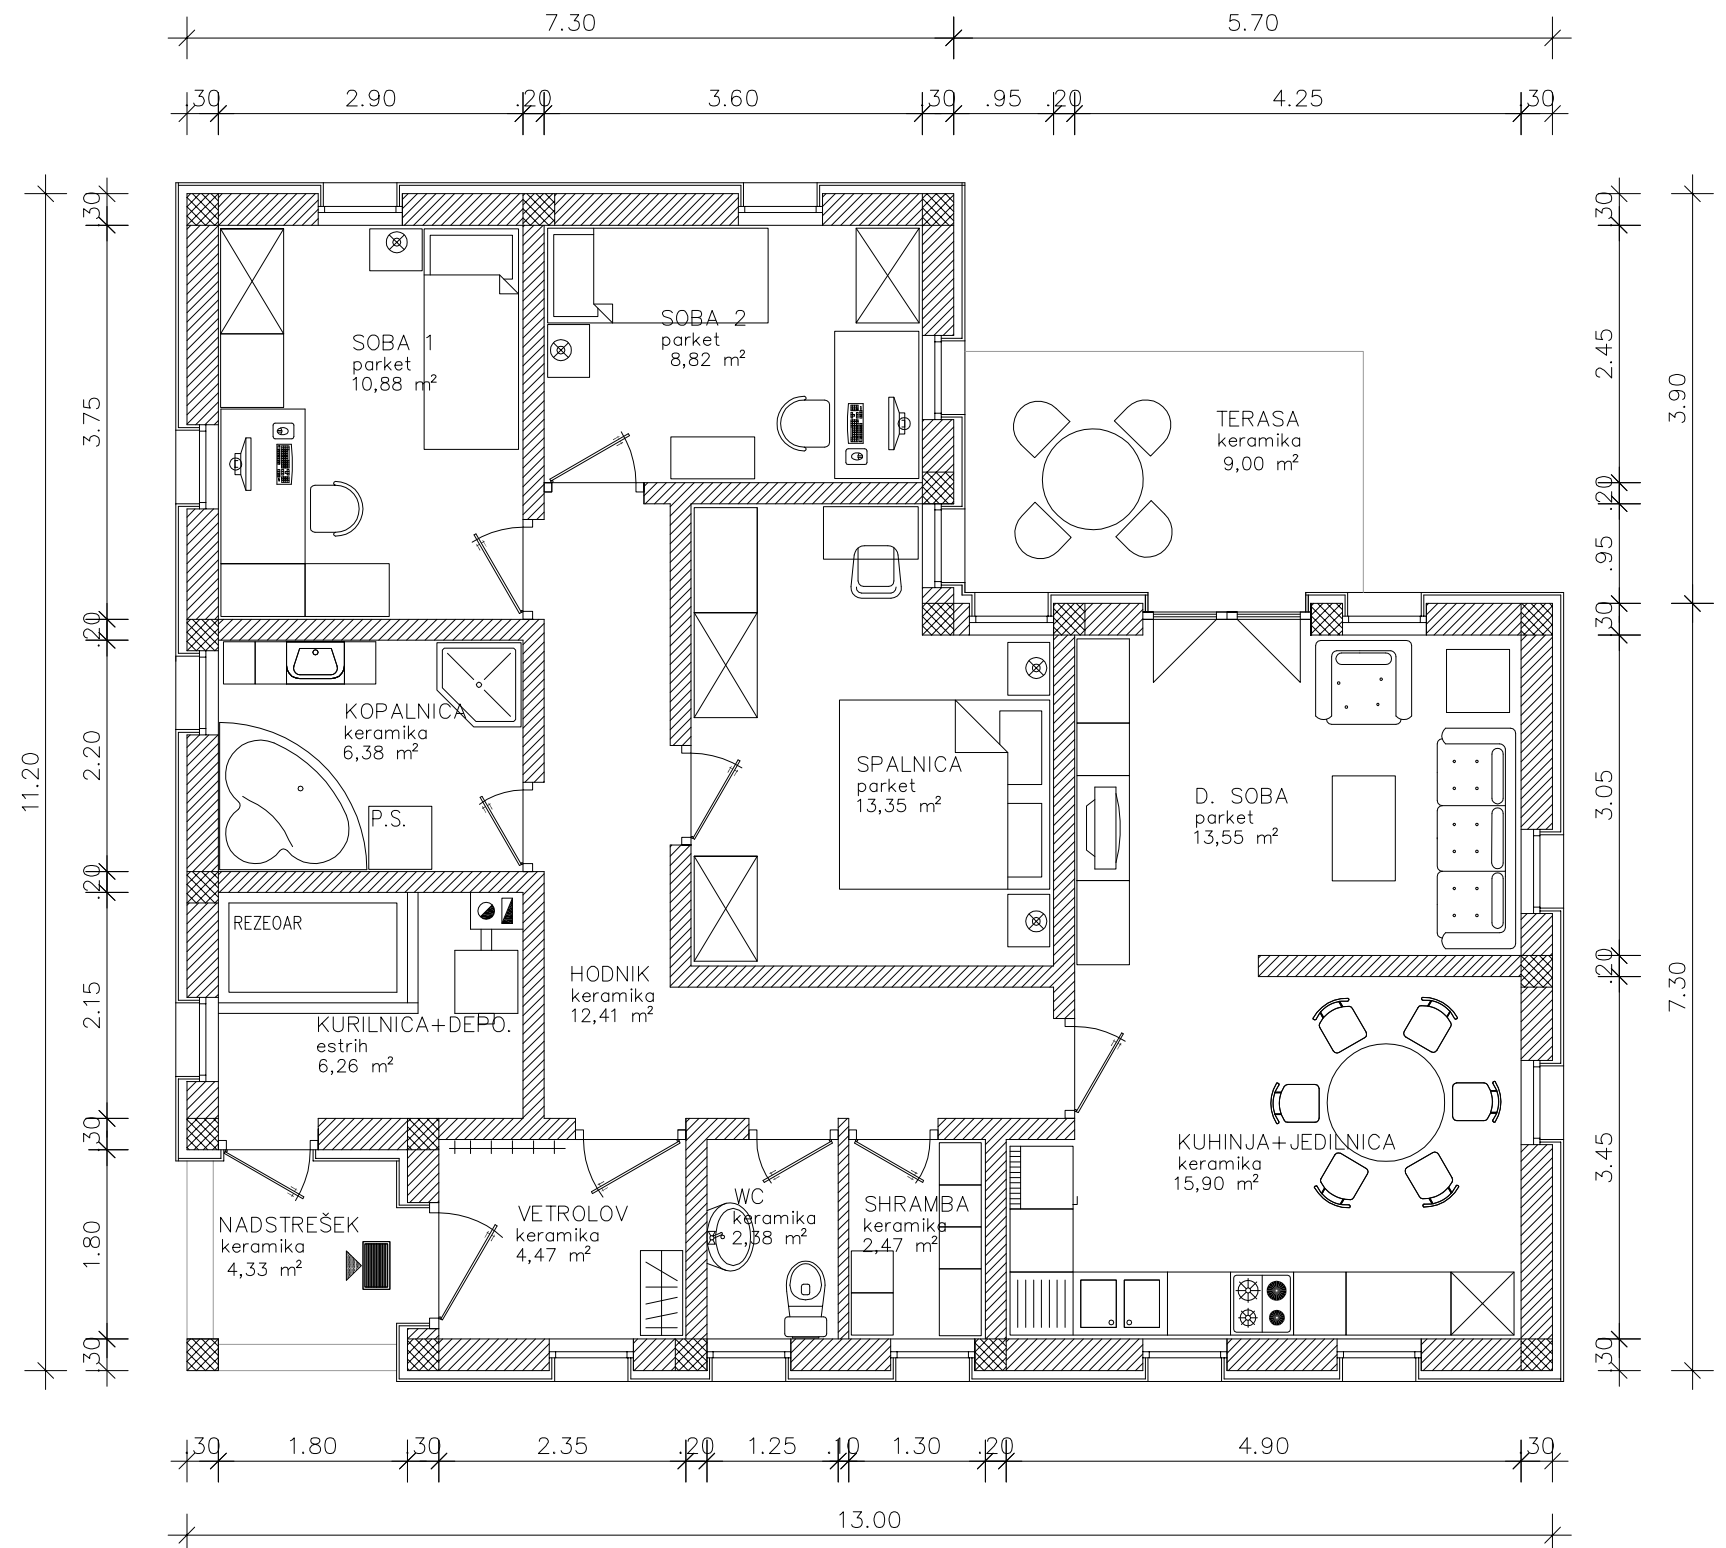 7.30
5.70
.30
2.90
.20
3.60
.30
.95
.20
4.25
.30
.30
3.75
.20
2.20
.20
2.15
.30
1.80
.30
11.20
SOBA 1
parket
10,88 m²
SOBA 2
parket
8,82 m²
TERASA
keramika
9,00 m²
KOPALNICA
keramika
6,38 m²
P.S.
SPALNICA
parket
13,35 m²
D. SOBA
parket
13,55 m²
REZEOAR
HODNIK
keramika
12,41 m²
KURILNICA+DEPO.
estrih
6,26 m²
KUHINJA+JEDILNICA
keramika
15,90 m²
NADSTREŠEK
keramika
4,33 m²
VETROLOV
keramika
4,47 m²
WC
keramika
2,38 m²
SHRAMBA
keramika
2,47 m²
.30
2.45
.20
.95
.30
3.05
.20
3.45
.30
3.90
7.30
.30
1.80
.30
2.35
.20
1.25
.10
1.30
.20
4.90
.30
13.00